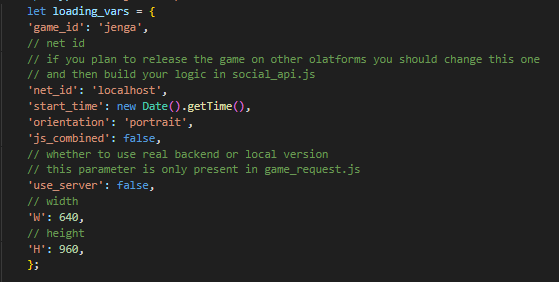 let loading_vars = {
'game_id': 'jenga',
// net id
// if you plan to release the game on other olatforms you should change this one
// and then build your logic in social_api.js
'net_id': 'localhost',
'start_time': new Date().getTime(),
'orientation': 'portrait',
'js_combined': false,
// whether to use real backend or local version
// this parameter is only present in game_request.js
'use_server': false,
// width
'W': 640,
// height
'H': 960,
};